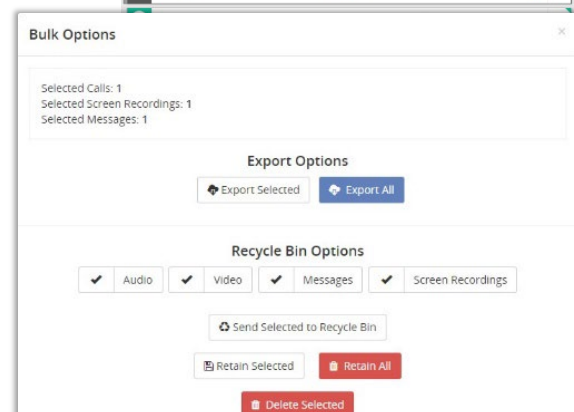 Bulk Options
×
Selected Calls: 1
Selected Screen Recordings: 1
Selected Messages: 1
Export Options
Export Selected Export All
Recycle Bin Options
Audio Video Messages Screen Recordings
Send Selected to Recycle Bin
Retain Selected Retain All
Delete Selected